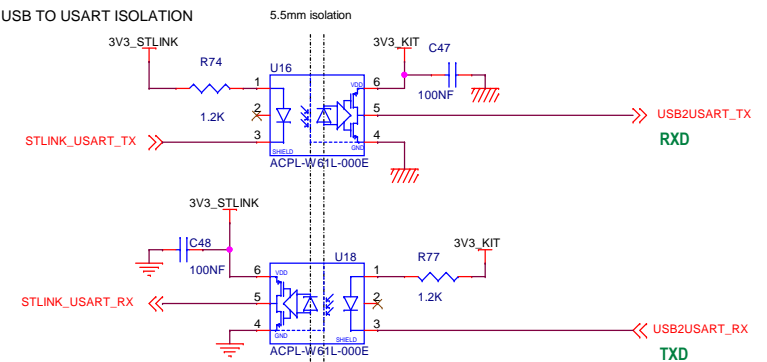 USB TO USART ISOLATION
5.5mm isolation
3V3_STLINK
3V3_KIT
C47
R74
U16
1
VDD
6
100NF
2
5
USB2USART_TX
1.2K
RXD
STLINK_USART_TX
3
4
SHIELD
GND
ACPL-W61L-000E
3V3_STLINK
C48
U18
3V3_KIT
R77
100NF
6
VDD
1
STLINK_USART_RX
5
2
1.2K
4
3
USB2USART_RX
GND
SHIELD
ACPL-W61L-000E
TXD